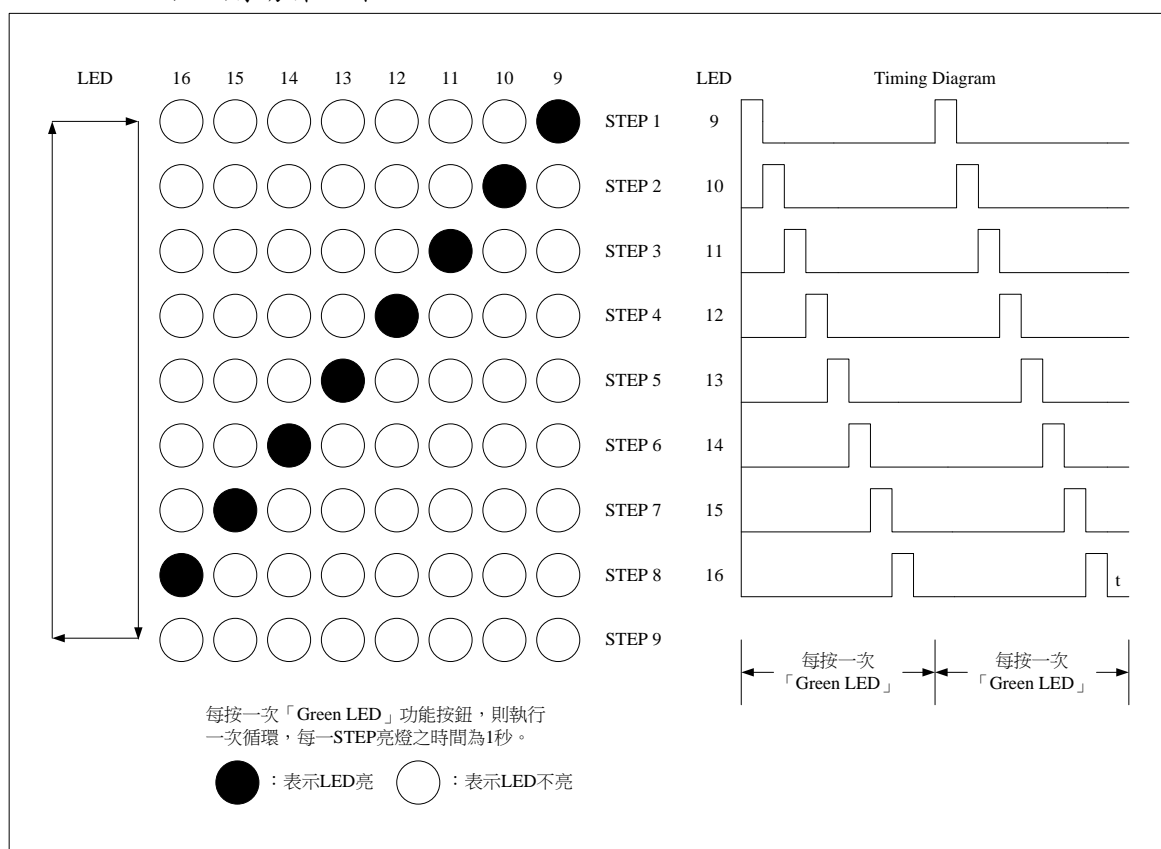 LED 16 15 14 13 12 11 10 9 LED Timing Diagram
STEP 1 9
STEP 2 10
STEP 3 11
STEP 4 12
STEP 5 13
STEP 6 14
STEP 7 15
STEP 8 16 t
STEP 9
每按一次 每按一次
「Green LED」 「Green LED」
每按一次「Green LED」功能按鈕,則執行
一次循環,每一STEP亮燈之時間為1秒。
:表示LED亮 :表示LED不亮